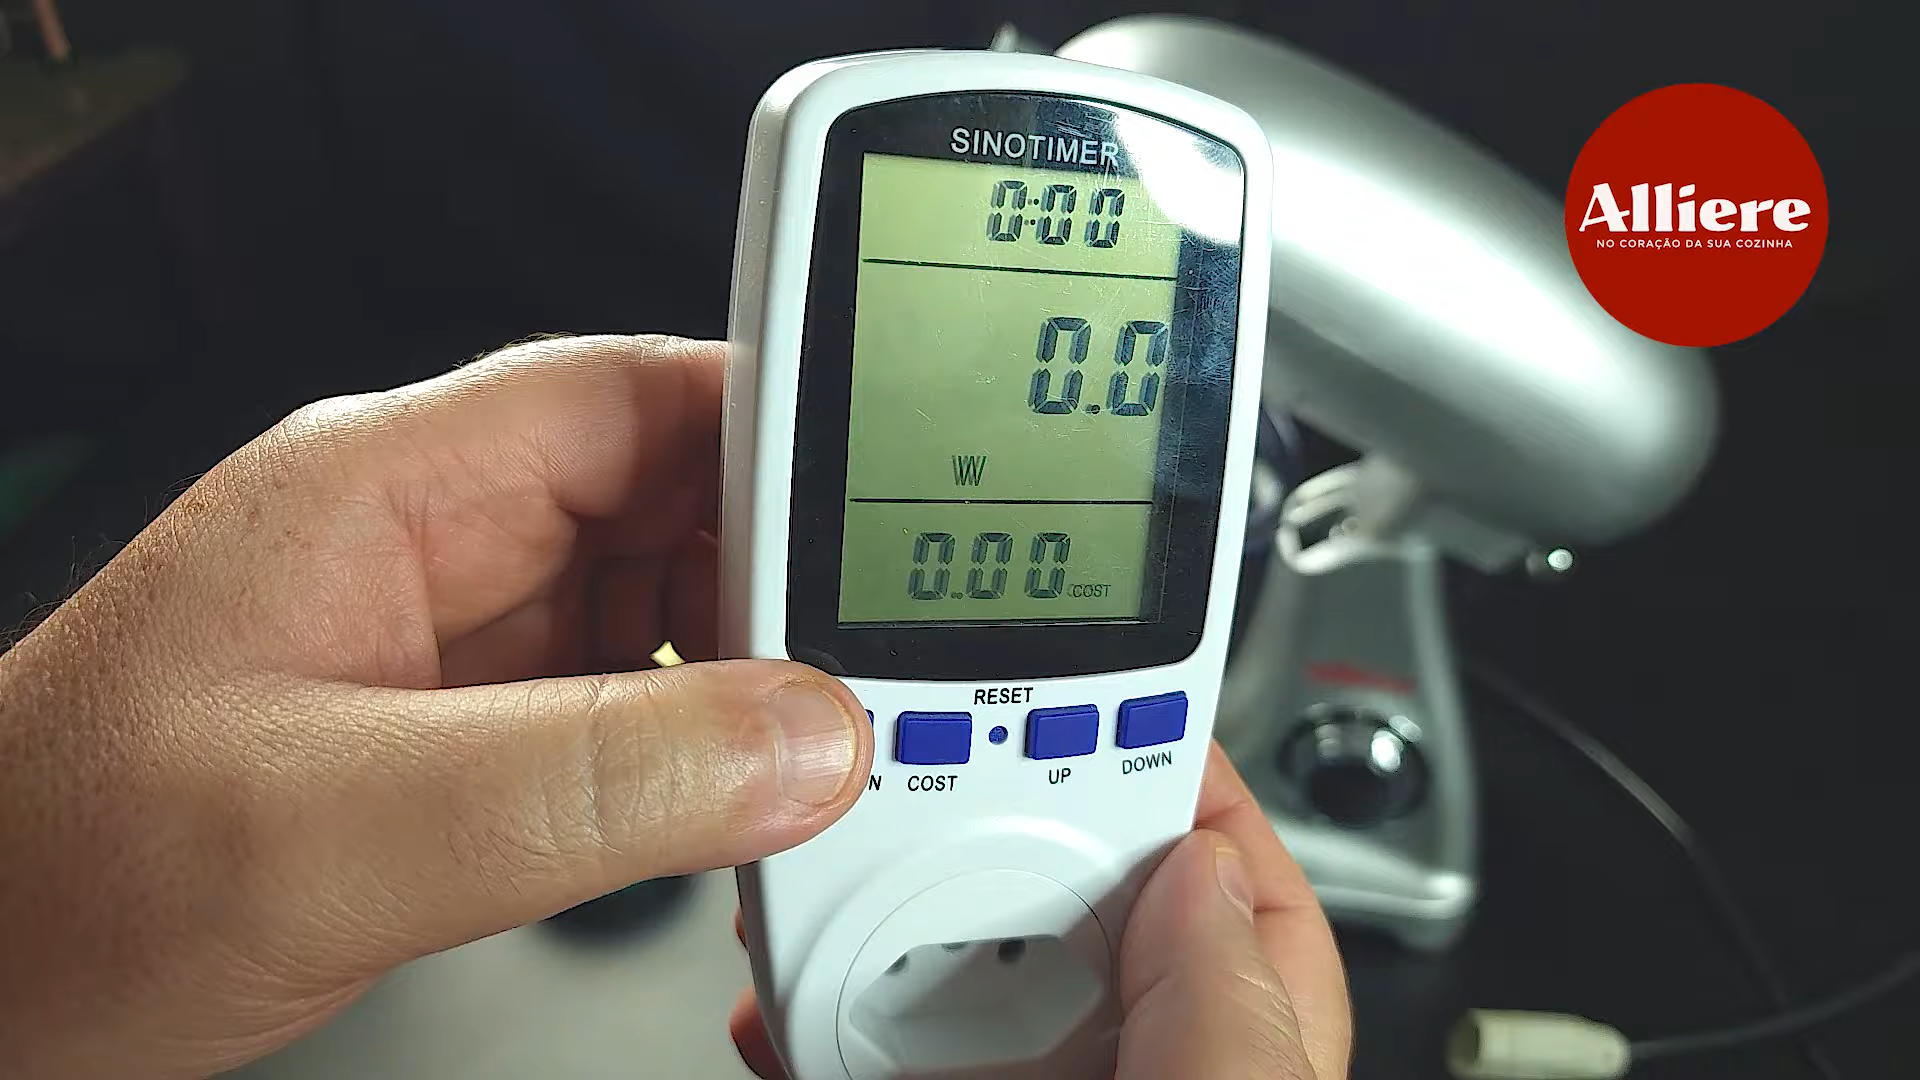 SINOTIMER
0:00
0.0
W
0.00 COST
RESET
N COST UP DOWN
Alliere
NO CORAÇÃO DA SUA COZINHA